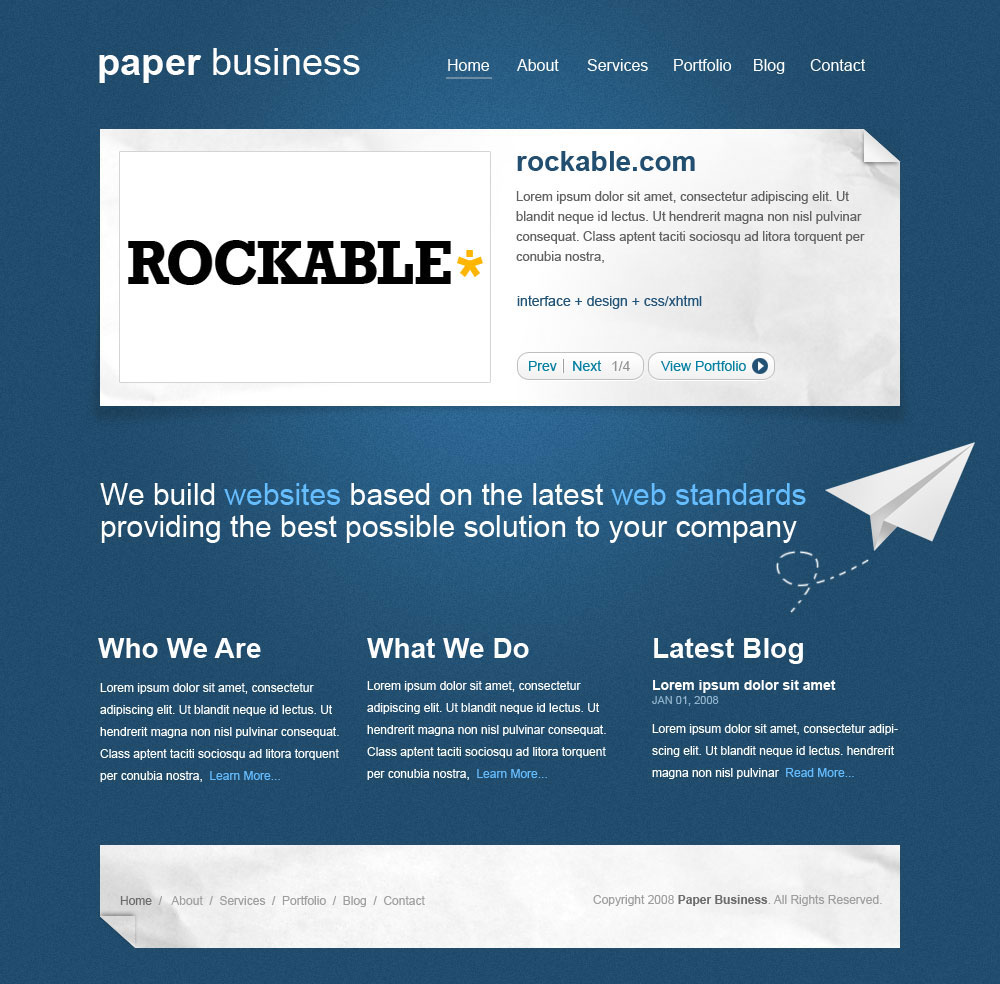 paper business
Home About Services Portfolio Blog Contact
ROCKABLE*
rockable.com
Lorem ipsum dolor sit amet, consectetur adipiscing elit. Ut
blandit neque id lectus. Ut hendrerit magna non nisl pulvinar
consequat. Class aptent taciti sociosqu ad litora torquent per
conubia nostra,
interface + design + css/xhtml
Prev | Next 1/4 View Portfolio
We build websites based on the latest web standards
providing the best possible solution to your company
Who We Are
Lorem ipsum dolor sit amet, consectetur
adipiscing elit. Ut blandit neque id lectus. Ut
hendrerit magna non nisl pulvinar consequat.
Class aptent taciti sociosqu ad litora torquent
per conubia nostra, Learn More...
What We Do
Lorem ipsum dolor sit amet, consectetur
adipiscing elit. Ut blandit neque id lectus. Ut
hendrerit magna non nisl pulvinar consequat.
Class aptent taciti sociosqu ad litora torquent
per conubia nostra, Learn More...
Latest Blog
Lorem ipsum dolor sit amet
JAN 01, 2008
Lorem ipsum dolor sit amet, consectetur adipi-
scing elit. Ut blandit neque id lectus. hendrerit
magna non nisl pulvinar Read More...
Home / About / Services / Portfolio / Blog / Contact
Copyright 2008 Paper Business. All Rights Reserved.